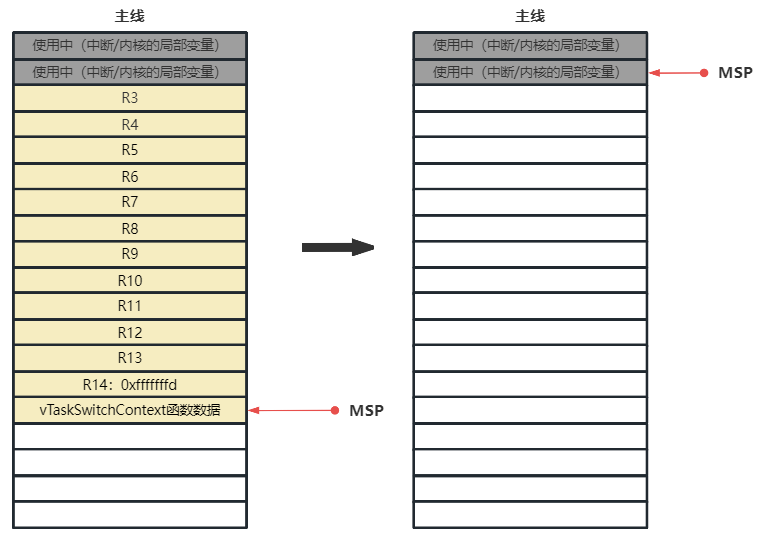 主线
使用中（中断/内核的局部变量）
使用中（中断/内核的局部变量）
R3
R4
R5
R6
R7
R8
R9
R10
R11
R12
R13
R14：0xfffffffd
vTaskSwitchContext函数数据
MSP
主线
使用中（中断/内核的局部变量）
使用中（中断/内核的局部变量）
MSP